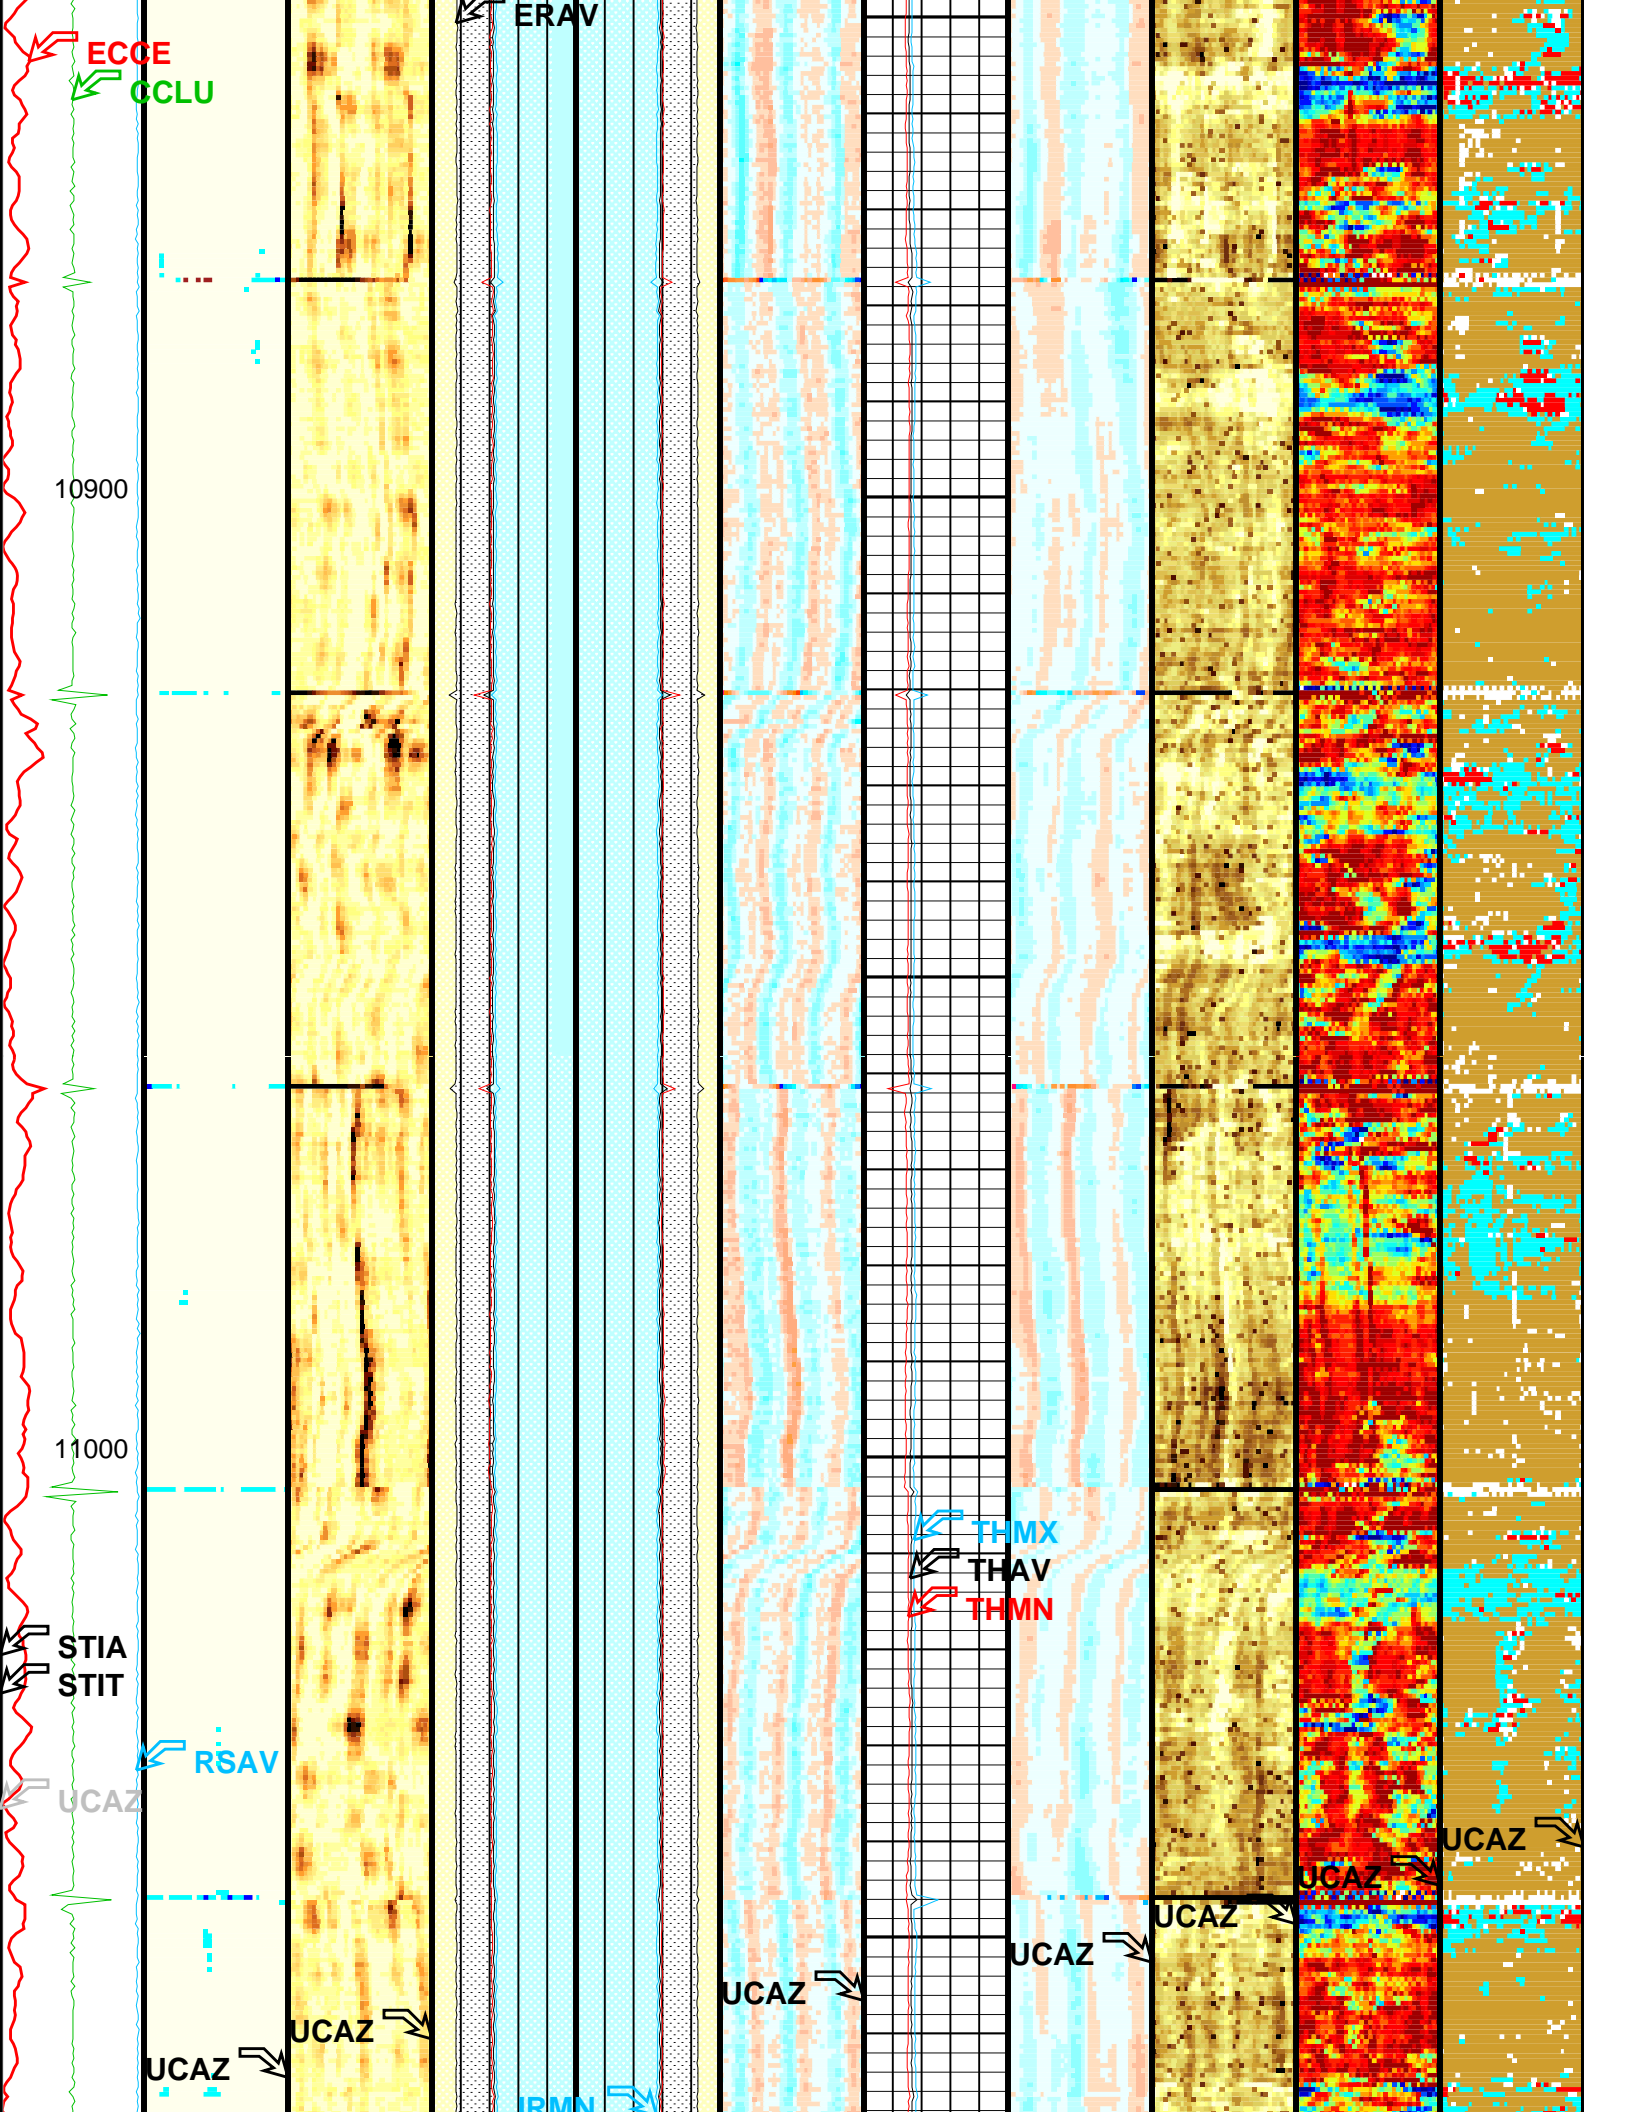 ERAV
ECCE
CCLU
10900
11000
THMX
THAV
THMN
STIA
STIT
RSAV
UCAZ
UCAZ
UCAZ
UCAZ
UCAZ
UCAZ
UCAZ
UCAZ
IRMN